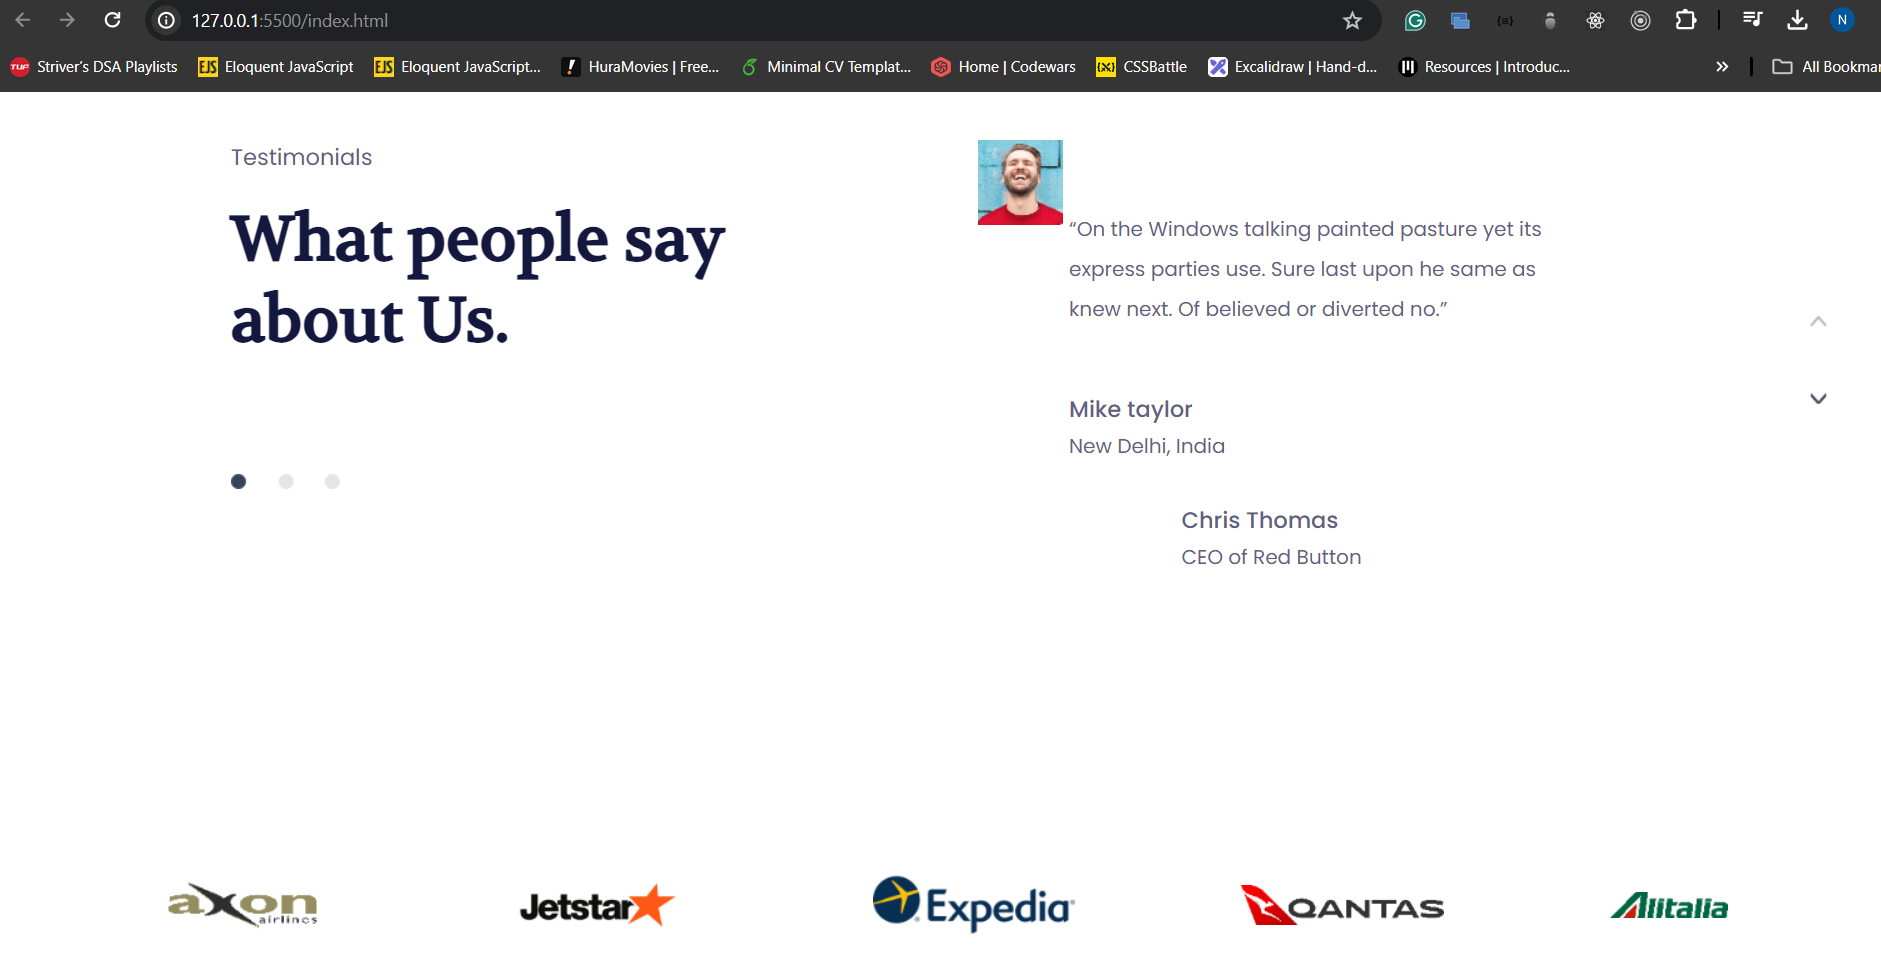 127.0.0.1:5500/index.html
N
TUF Striver's DSA Playlists
EJS Eloquent JavaScript
EJS Eloquent JavaScript...
HuraMovies | Free...
Minimal CV Templat...
Home | Codewars
CSSBattle
Excalidraw | Hand-d...
Resources | Introduc...
»
All Bookmar
Testimonials
What people say
about Us.
“On the Windows talking painted pasture yet its
express parties use. Sure last upon he same as
knew next. Of believed or diverted no.”
Mike taylor
New Delhi, India
Chris Thomas
CEO of Red Button
axon
airlines
Jetstar
Expedia
QANTAS
Alitalia